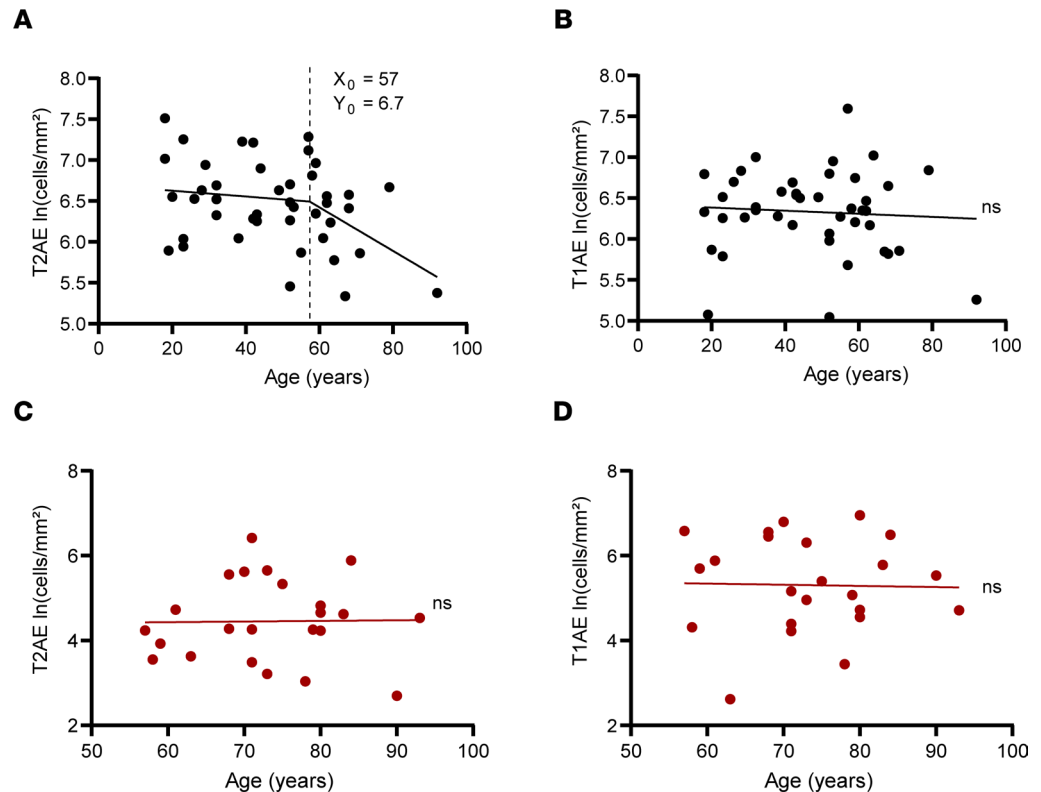 A
T2AE ln(cells/mm²)
8.0
7.5
7.0
6.5
6.0
5.5
5.0
X0 = 57
Y0 = 6.7
0 20 40 60 80 100
Age (years)
B
T1AE ln(cells/mm²)
8.0
7.5
7.0
6.5
6.0
5.5
5.0
ns
0 20 40 60 80 100
Age (years)
C
T2AE ln(cells/mm²)
8
6
4
2
ns
50 60 70 80 90 100
Age (years)
D
T1AE ln(cells/mm²)
8
6
4
2
ns
50 60 70 80 90 100
Age (years)